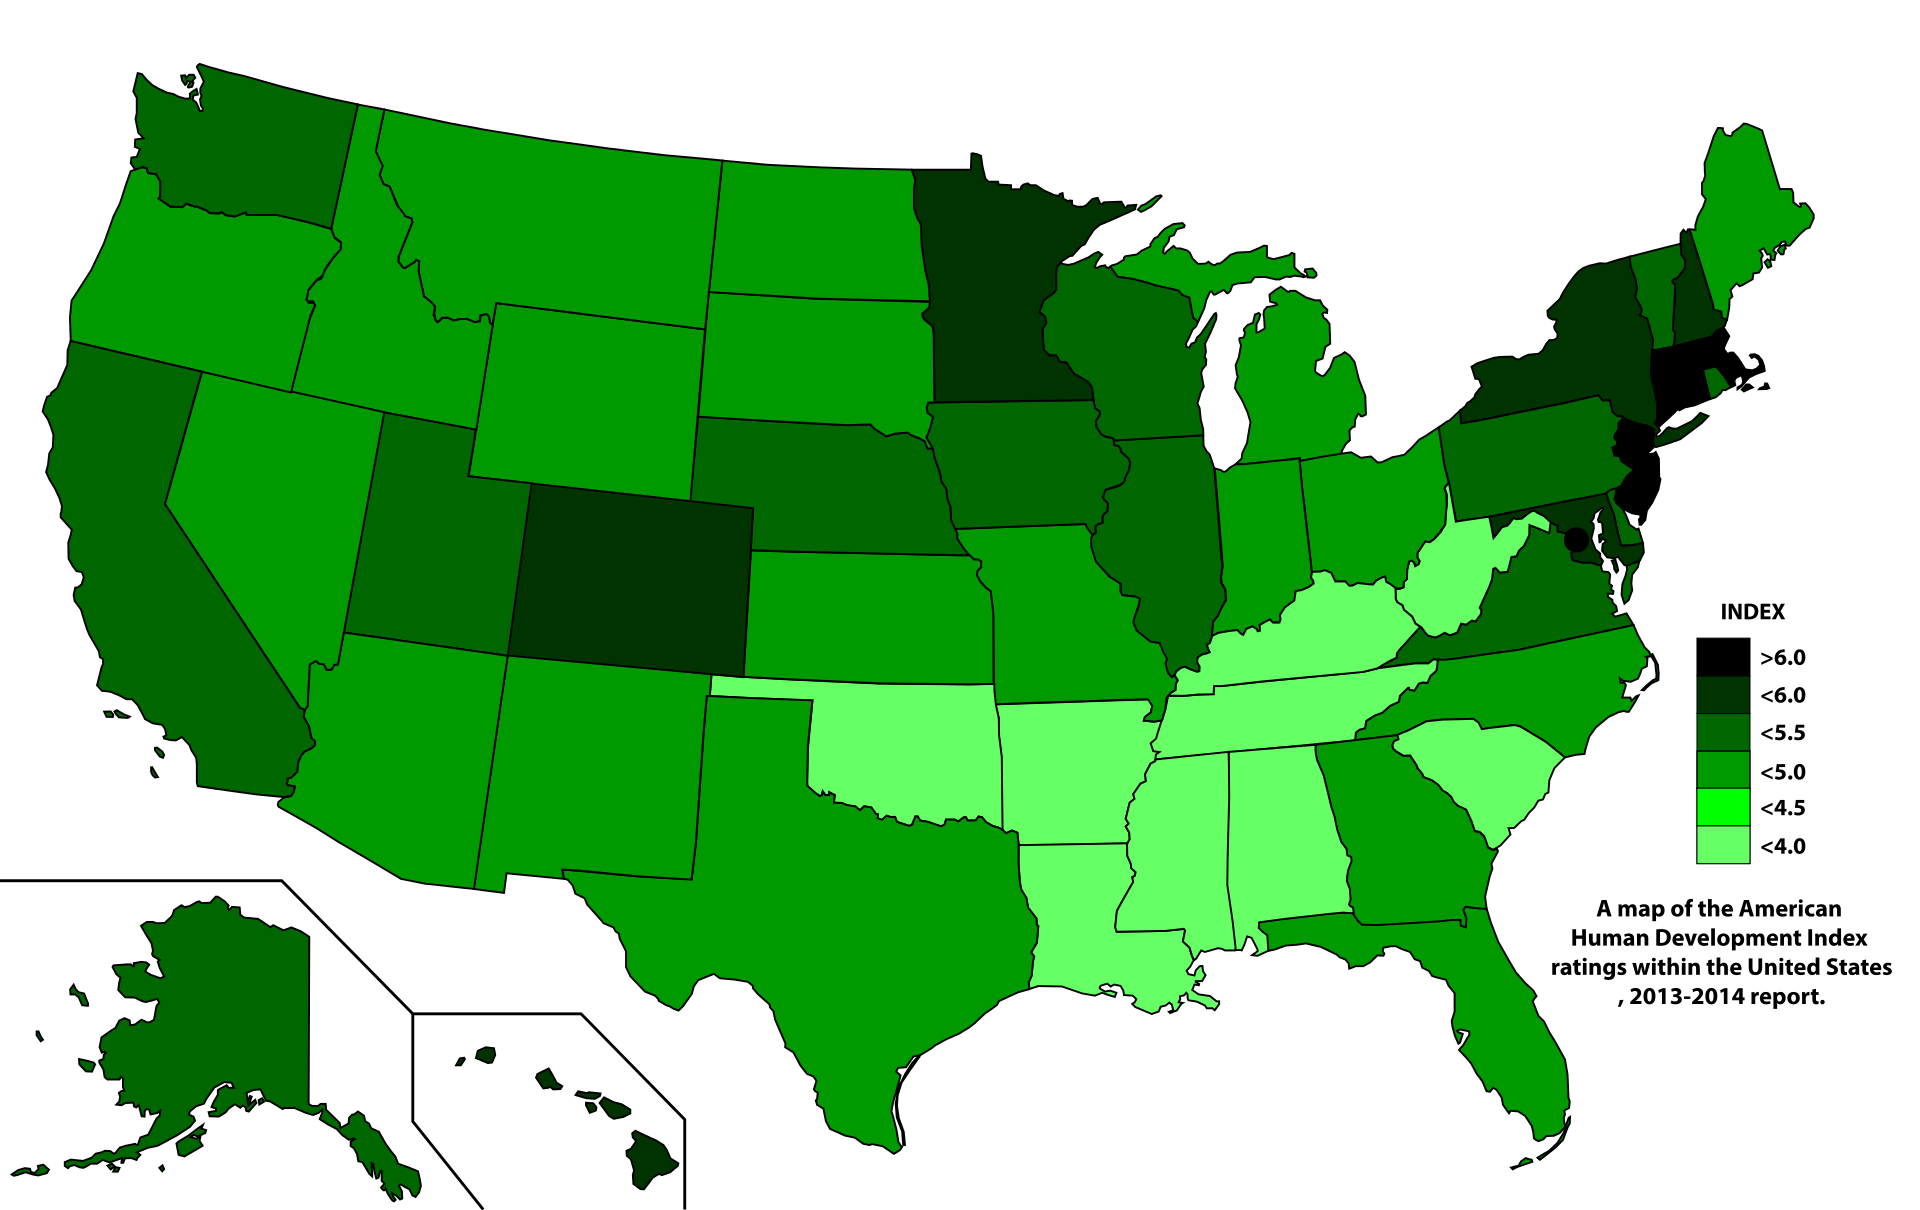 INDEX
>6.0
<6.0
<5.5
<5.0
<4.5
<4.0
A map of the American
Human Development Index
ratings within the United States
, 2013-2014 report.